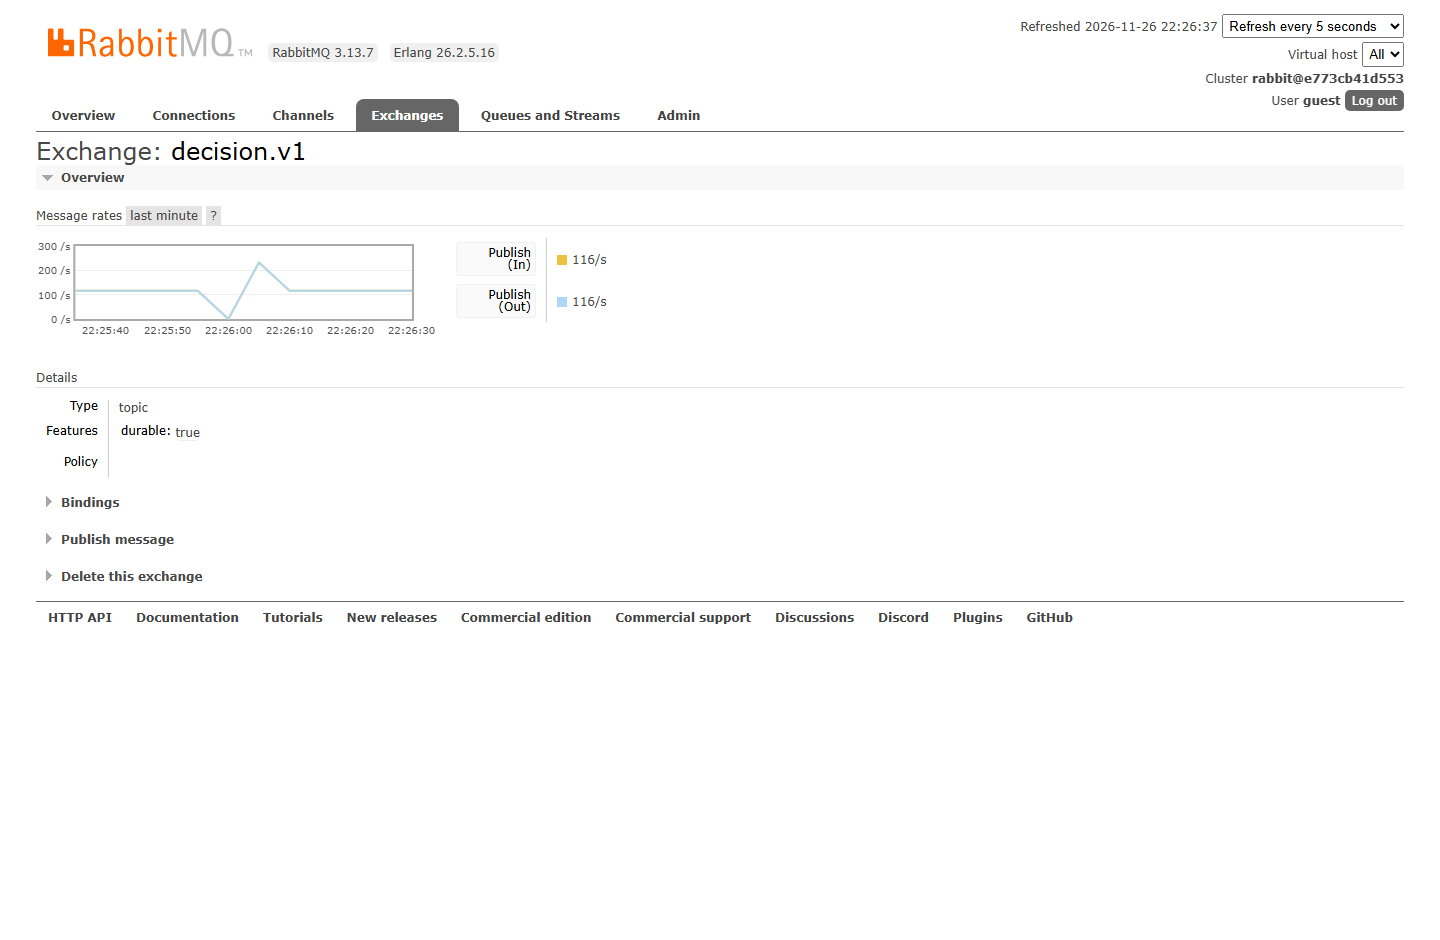 RabbitMQ TM RabbitMQ 3.13.7 Erlang 26.2.5.16
Refreshed 2026-11-26 22:26:37 Refresh every 5 seconds
Virtual host All
Cluster rabbit@e773cb41d553
User guest Log out
Overview Connections Channels Exchanges Queues and Streams Admin
Exchange: decision.v1
Overview
Message rates last minute ?
300 /s
200 /s
100 /s
0 /s
22:25:40 22:25:50 22:26:00 22:26:10 22:26:20 22:26:30
Publish
(In)
116/s
Publish
(Out)
116/s
Details
Type topic
Features durable: true
Policy
Bindings
Publish message
Delete this exchange
HTTP API Documentation Tutorials New releases Commercial edition Commercial support Discussions Discord Plugins GitHub